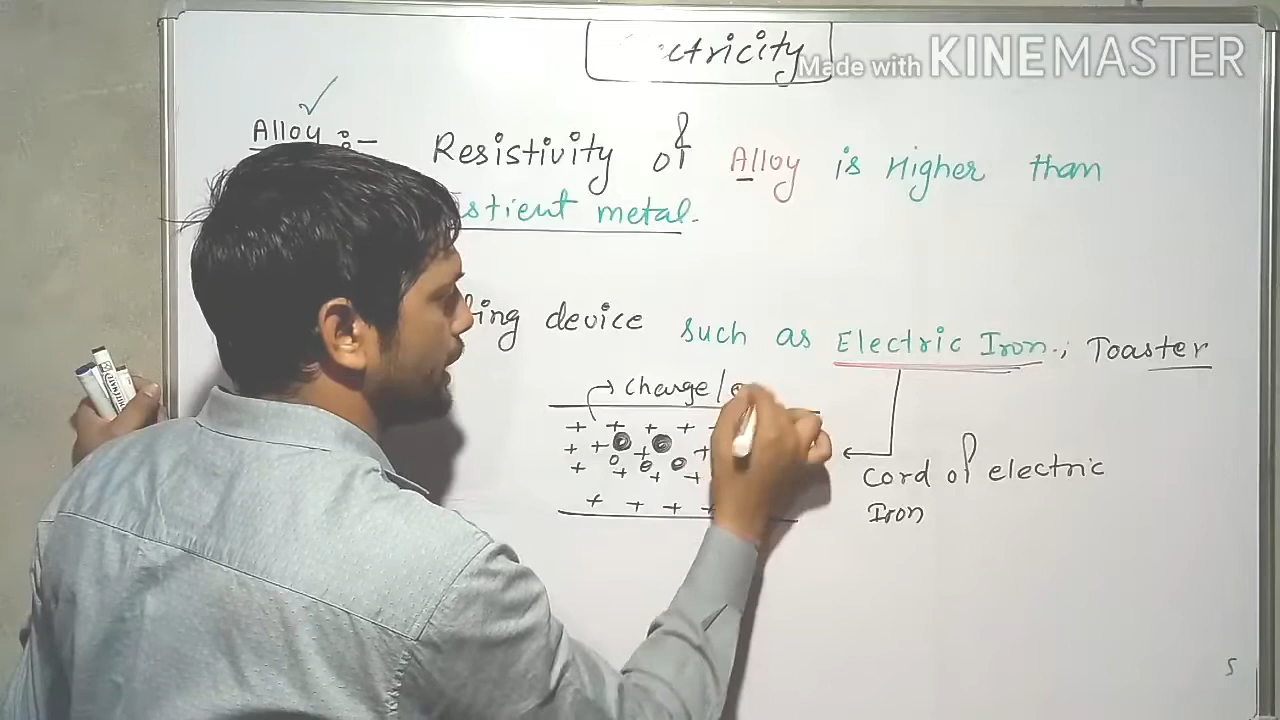 ctricity
Made with KINEMASTER
Alloy :- Resistivity of Alloy is Higher than
stient metal.
ing device such as Electric Iron., Toaster
→ charge/e
cord of electric
Iron
5